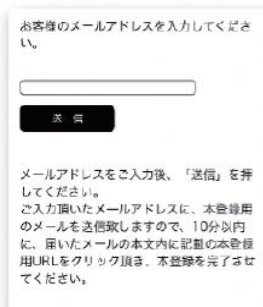 お客様のメールアドレスを入力してくださ
い。
送 信
メールアドレスをご入力後、「送信」を押
してください。
ご入力頂いたメールアドレスに、本登録用
のメールを送信致しますので、10分以内
に、届いたメールの本文内に記載の本登録
用URLをクリック頂き、本登録を完了させ
てください。